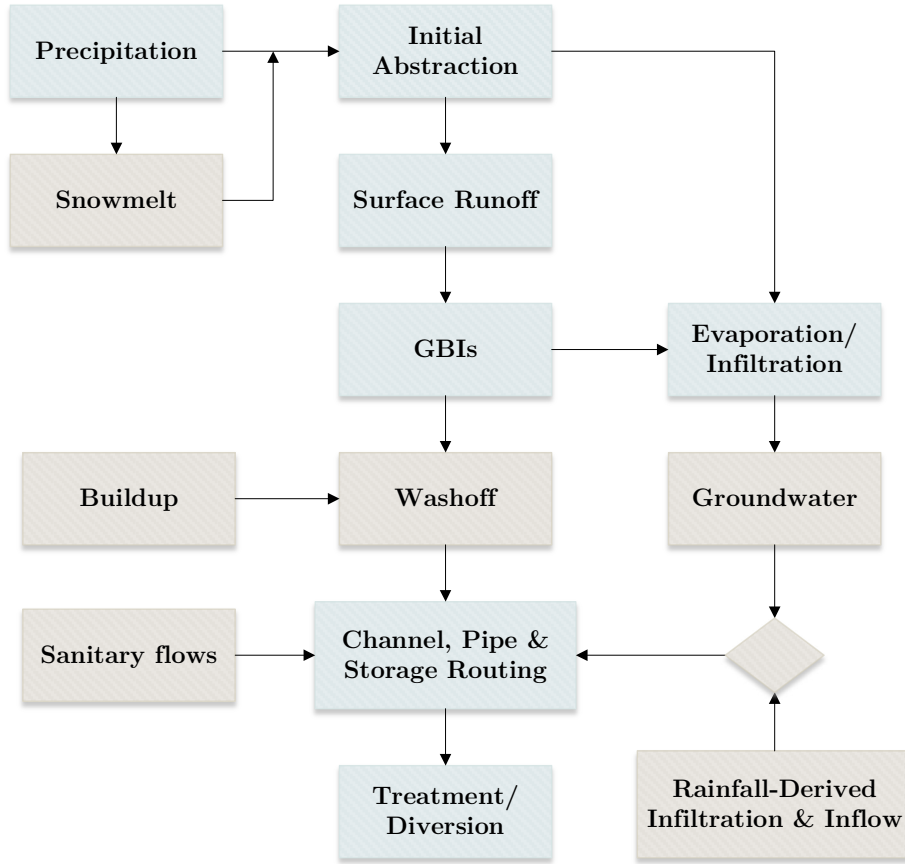 Precipitation
Initial
Abstraction
Snowmelt
Surface Runoff
GBIs
Evaporation/
Infiltration
Buildup
Washoff
Groundwater
Sanitary flows
Channel, Pipe &
Storage Routing
Treatment/
Diversion
Rainfall-Derived
Infiltration & Inflow